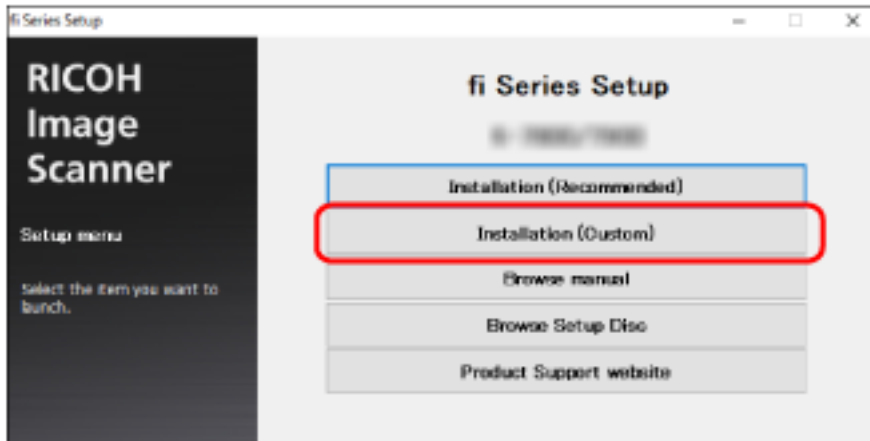 fi Series Setup
RICOH
Image
Scanner
Setup menu
Select the item you want to
launch.
fi Series Setup
Installation (Recommended)
Installation (Custom)
Browse manual
Browse Setup Disc
Product Support website